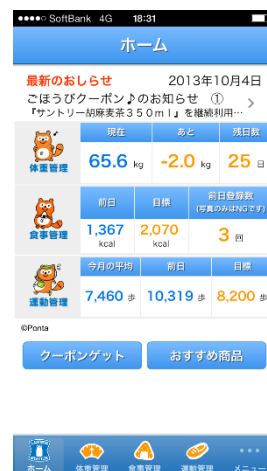 SoftBank 4G 18:31
ホーム
最新のおしらせ 2013年10月4日
ごほうびクーポン♪のお知らせ ①
『サントリー胡麻麦茶350ml』を継続利用…
現在 あと 残日数
体重管理 65.6 kg -2.0 kg 25 日
前日 目標 前日登録数
(写真のみはNGです)
食事管理 1,367 kcal 2,070 kcal 3 回
今月の平均 前日 目標
運動管理 7,460 歩 10,319 歩 8,200 歩
©Ponta
クーポンゲット おすすめ商品
ホーム 体重管理 食事管理 運動管理 メニュー